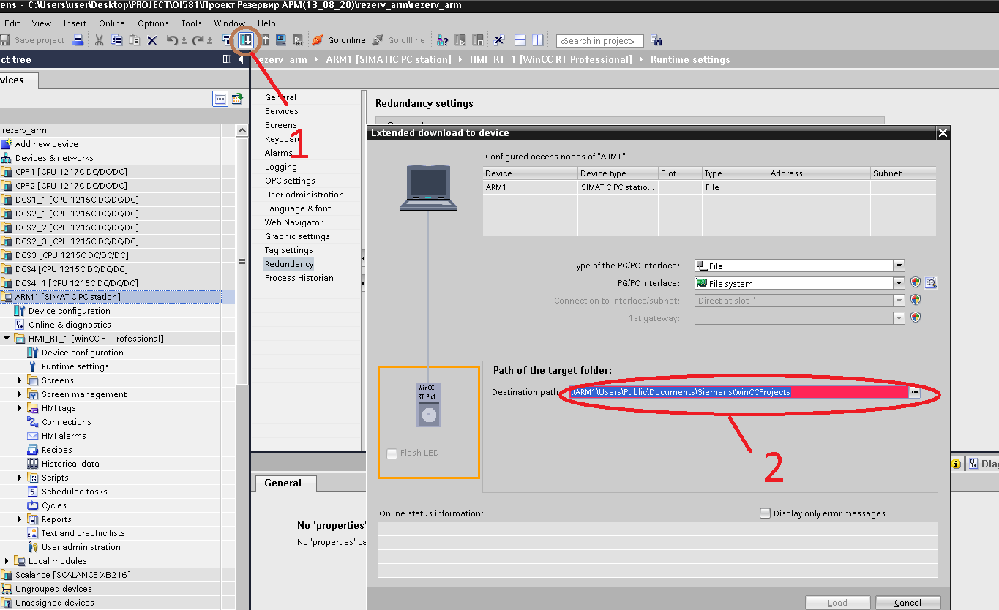 ens - C:\Users\user\Desktop\PROJECT\OI581\Проект Резервир АРМ(13_08_20)\rezerv_arm\rezerv_arm
Edit View Insert Online Options Tools Window Help
Save project Go online Go offline <Search in project>
ct tree
ezerv_arm ARM1 [SIMATIC PC station] HMI_RT_1 [WinCC RT Professional] Runtime settings
vices
rezerv_arm
Add new device
Devices & networks
CPF1 [CPU 1217C DC/DC/DC]
CPF2 [CPU 1217C DC/DC/DC]
DCS1_1 [CPU 1215C DC/DC/DC]
DCS2_1 [CPU 1215C DC/DC/DC]
DCS2_2 [CPU 1215C DC/DC/DC]
DCS2_3 [CPU 1215C DC/DC/DC]
DCS3 [CPU 1215C DC/DC/DC]
DCS4 [CPU 1215C DC/DC/DC]
DCS4_1 [CPU 1215C DC/DC/DC]
ARM1 [SIMATIC PC station]
Device configuration
Online & diagnostics
HMI_RT_1 [WinCC RT Professional]
Device configuration
Runtime settings
Screens
Screen management
HMI tags
Connections
HMI alarms
Recipes
Historical data
Scripts
Scheduled tasks
Cycles
Reports
Text and graphic lists
User administration
Local modules
Scalance [SCALANCE XB216]
Ungrouped devices
Unassigned devices
General
Services
Screens
Keyboard
Alarms
Logging
OPC settings
User administration
Language & font
Web Navigator
Graphic settings
Tag settings
Redundancy
Process Historian
1
Redundancy settings
Extended download to device
Configured access nodes of "ARM1"
Device Device type Slot Type Address Subnet
ARM1 SIMATIC PC statio... File
Type of the PG/PC interface: File
PG/PC interface: File system
Connection to interface/subnet: Direct at slot ''
1st gateway:
WinCC
RT Prof
Flash LED
Path of the target folder:
Destination path: \\ARM1\Users\Public\Documents\Siemens\WinCCProjects ...
2
Online status information: Display only error messages
Load Cancel
General
No 'properties'
No 'properties' ca
Diag